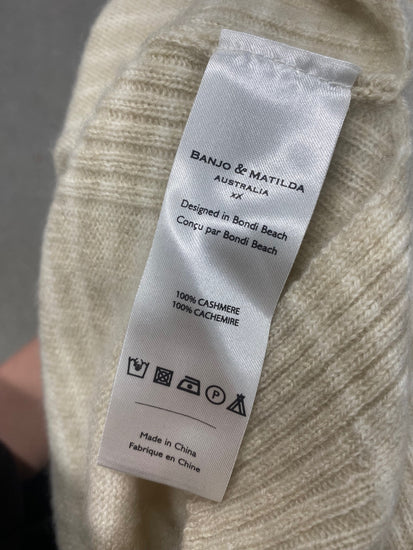 BANJO & MATILDA
AUSTRALIA
xX
Designed in Bondi Beach
Conçu par Bondi Beach
100% CASHMERE
100% CACHEMIRE
P
Made in China
Fabrique en Chine